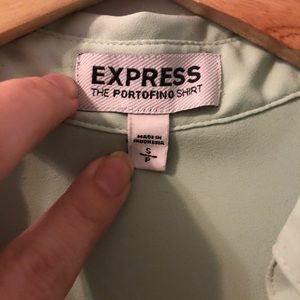 EXPRESS
THE PORTOFINO SHIRT
MADE IN
INDONESIA
S
P